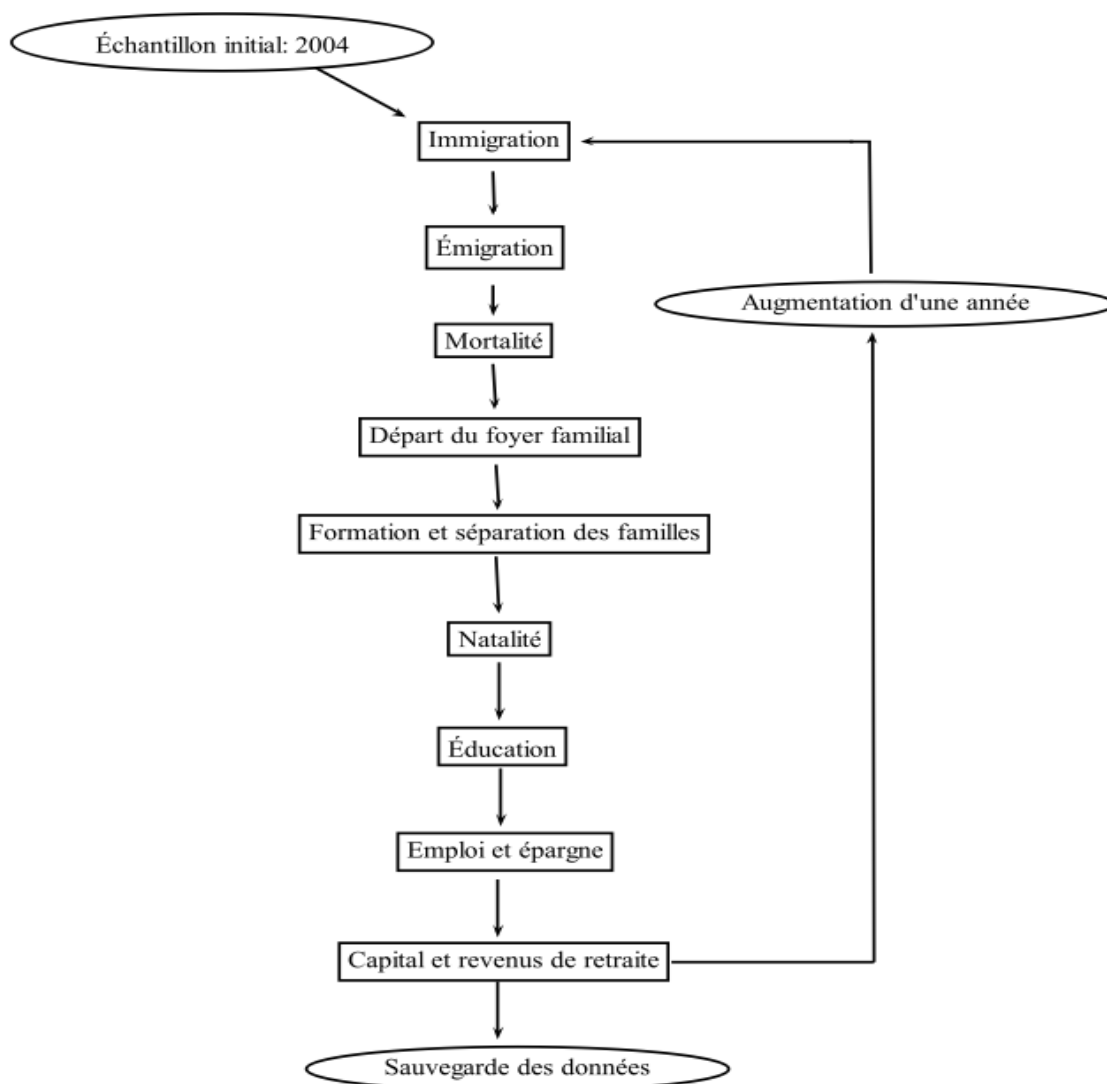 Échantillon initial: 2004
Immigration
Émigration
Augmentation d'une année
Mortalité
Départ du foyer familial
Formation et séparation des familles
Natalité
Éducation
Emploi et épargne
Capital et revenus de retraite
Sauvegarde des données